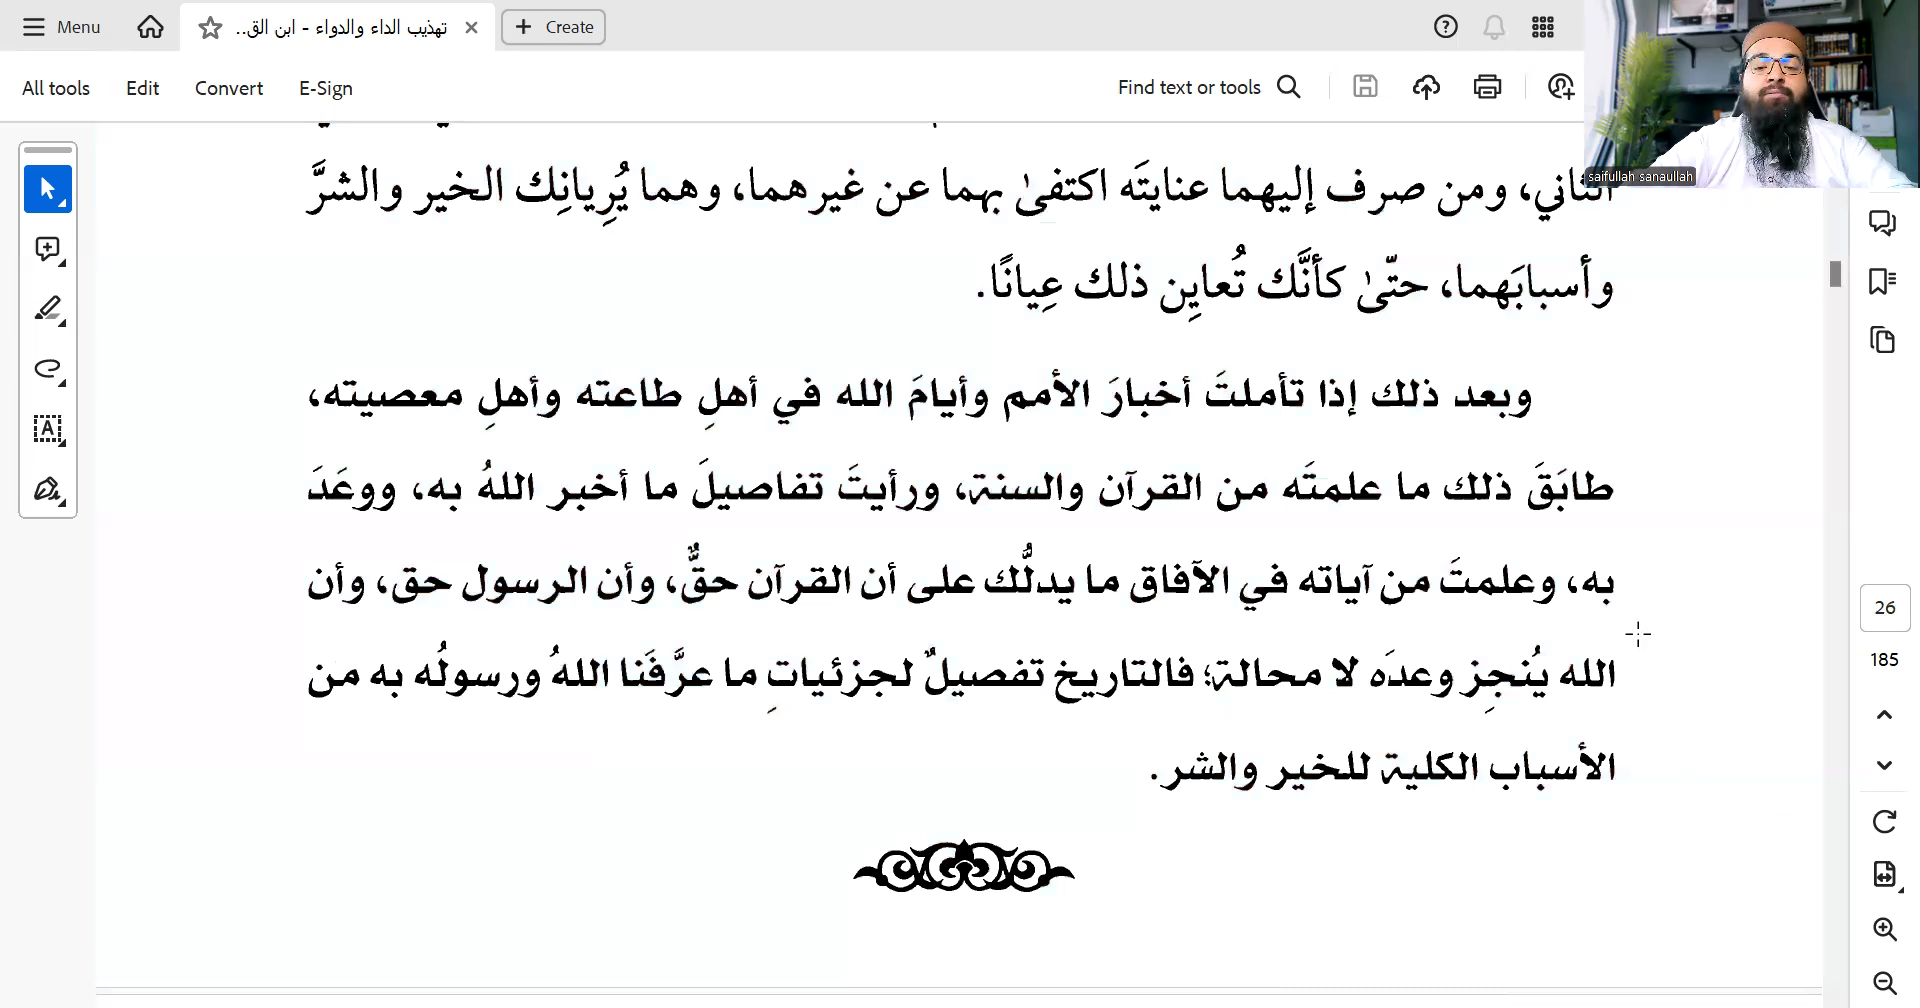 Menu
تهذيب الداء والدواء - ابن الق..
Create
All tools
Edit
Convert
E-Sign
Find text or tools
saifullah sanaullah
الثاني، ومن صرف إليهما عنايتَه اكتفىٰ بهما عن غيرهما، وهما يُرِيانِك الخير والشرَّ
وأسبابَهما، حتّىٰ كأنَّك تُعايِن ذلك عِيانًا.
وبعد ذلك إذا تأملتَ أخبارَ الأمم وأيامَ الله في أهلِ طاعته وأهلِ معصيته،
طابَقَ ذلك ما علمتَه من القرآن والسنة، ورأيتَ تفاصيلَ ما أخبر اللهُ به، ووعَدَ
به، وعلمتَ من آياته في الآفاق ما يدلُّك على أن القرآن حقٌّ، وأن الرسول حق، وأن
الله يُنجِز وعدَه لا محالة؛ فالتاريخ تفصيلٌ لجزئياتِ ما عرَّفَنا اللهُ ورسولُه به من
الأسباب الكلية للخير والشر.
26
185